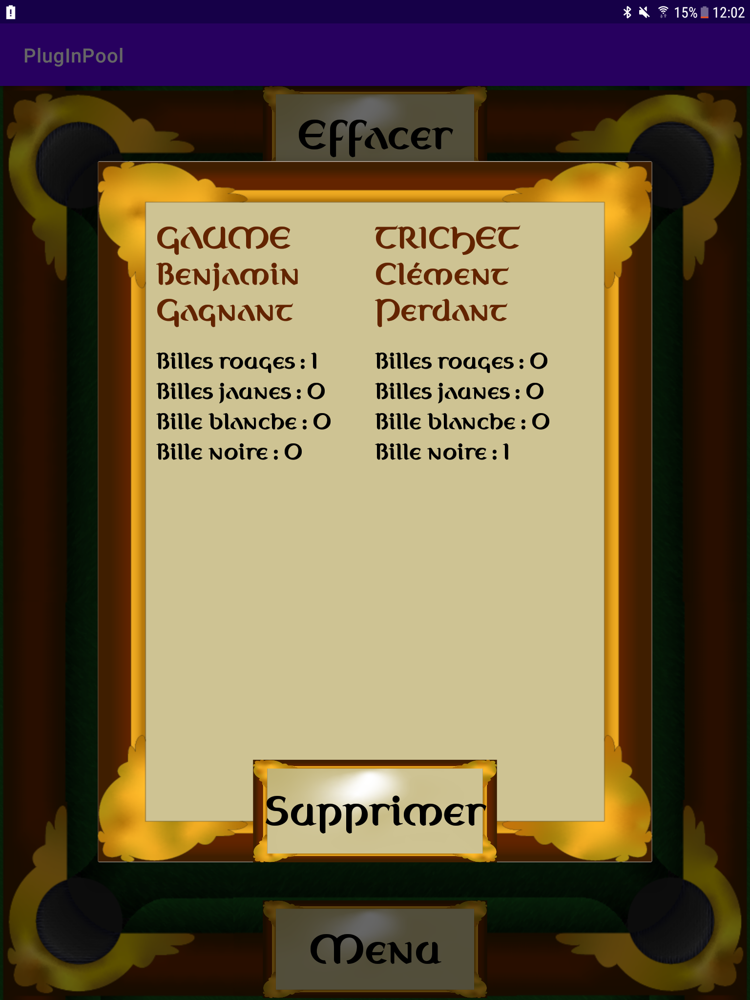 15% 12:02
PlugInPool
Effacer
GAUME TRICHET
Benjamin Clément
Gagnant Perdant
Billes rouges : 1 Billes rouges : 0
Billes jaunes : 0 Billes jaunes : 0
Bille blanche : 0 Bille blanche : 0
Bille noire : 0 Bille noire : 1
Supprimer
Menu